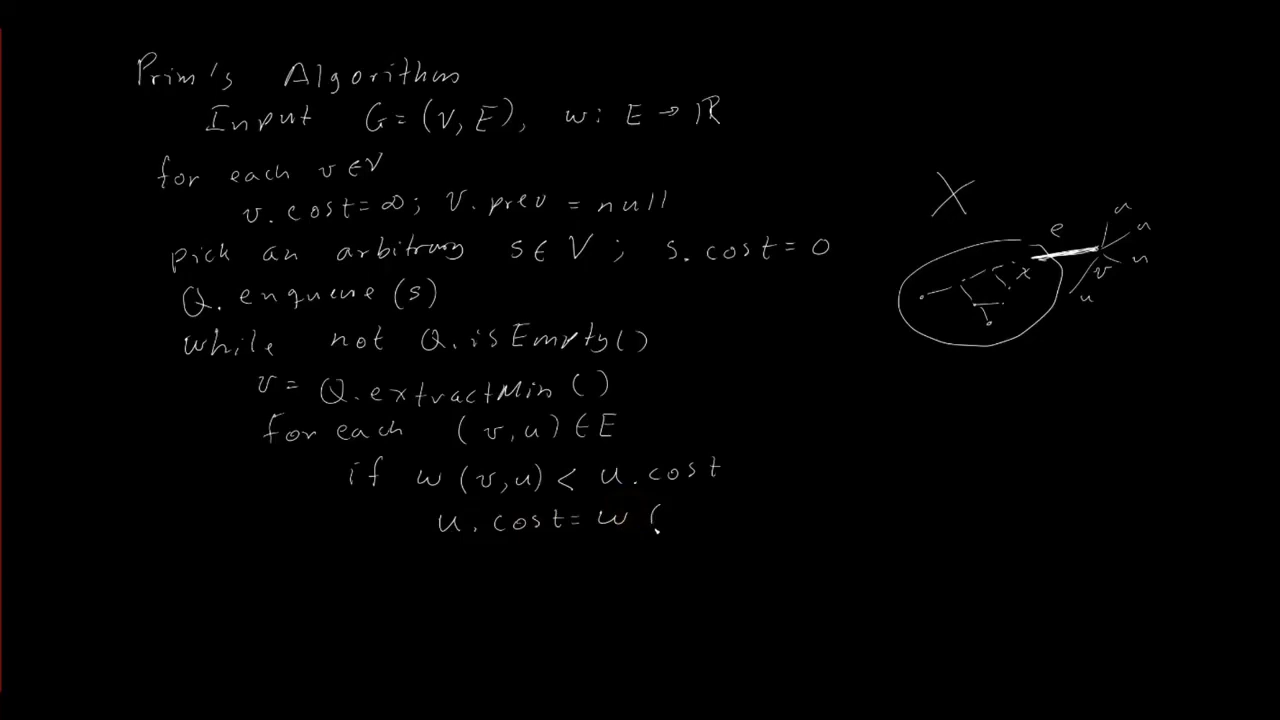 Prim's Algorithm
Input G = (V, E), w: E → ℝ
for each v ∈ V
v.cost = ∞; v.prev = null
pick an arbitrary s ∈ V; s.cost = 0
Q.enqueue(s)
while not Q.isEmpty()
v = Q.extractMin()
for each (v, u) ∈ E
if w(v, u) < u.cost
u.cost = w (
X
e
x
v
u
u
u
u